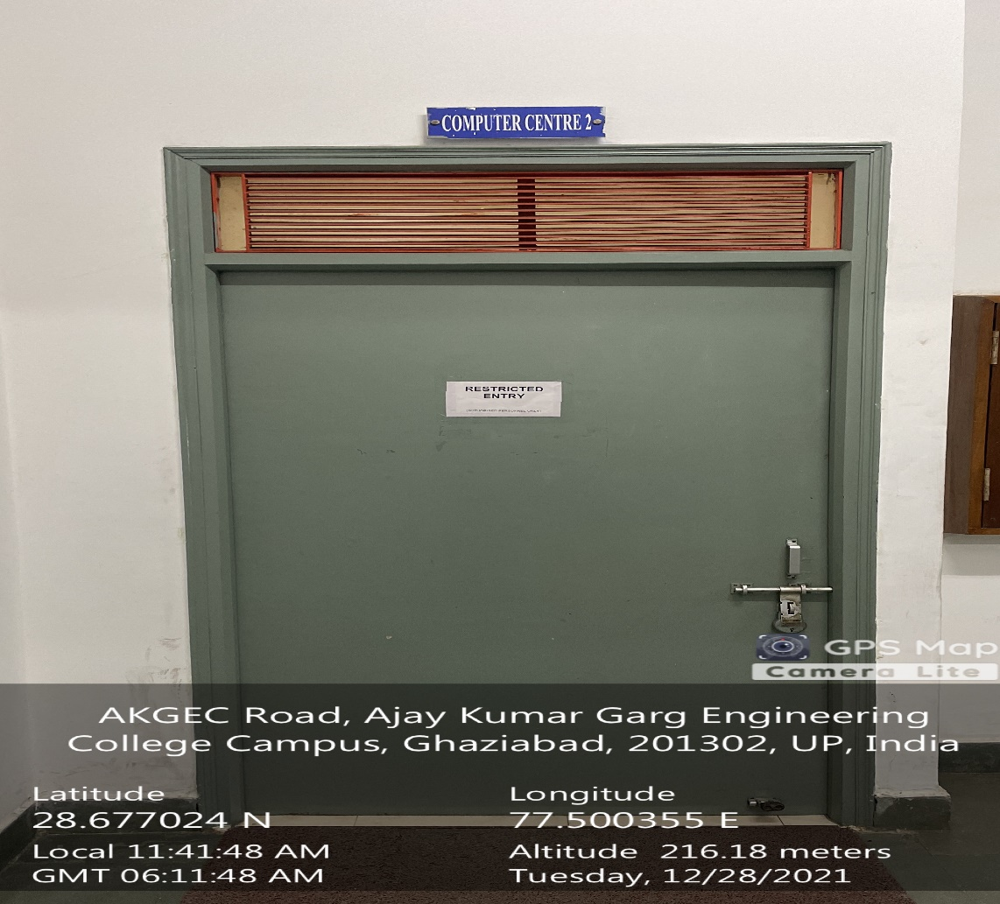 COMPUTER CENTRE 2
RESTRICTED
ENTRY
GPS Map
Camera Lite
AKGEC Road, Ajay Kumar Garg Engineering
College Campus, Ghaziabad, 201302, UP, India
Latitude
28.677024 N
Longitude
77.500355 E
Local 11:41:48 AM
GMT 06:11:48 AM
Altitude 216.18 meters
Tuesday, 12/28/2021